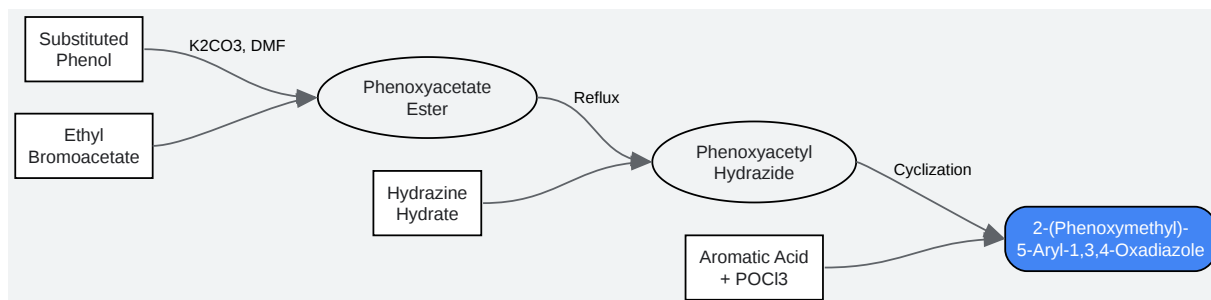 Substituted
Phenol
K2CO3, DMF
Ethyl
Bromoacetate
Phenoxyacetate
Ester
Reflux
Hydrazine
Hydrate
Phenoxyacetyl
Hydrazide
Cyclization
Aromatic Acid
+ POCl3
2-(Phenoxymethyl)-
5-Aryl-1,3,4-Oxadiazole